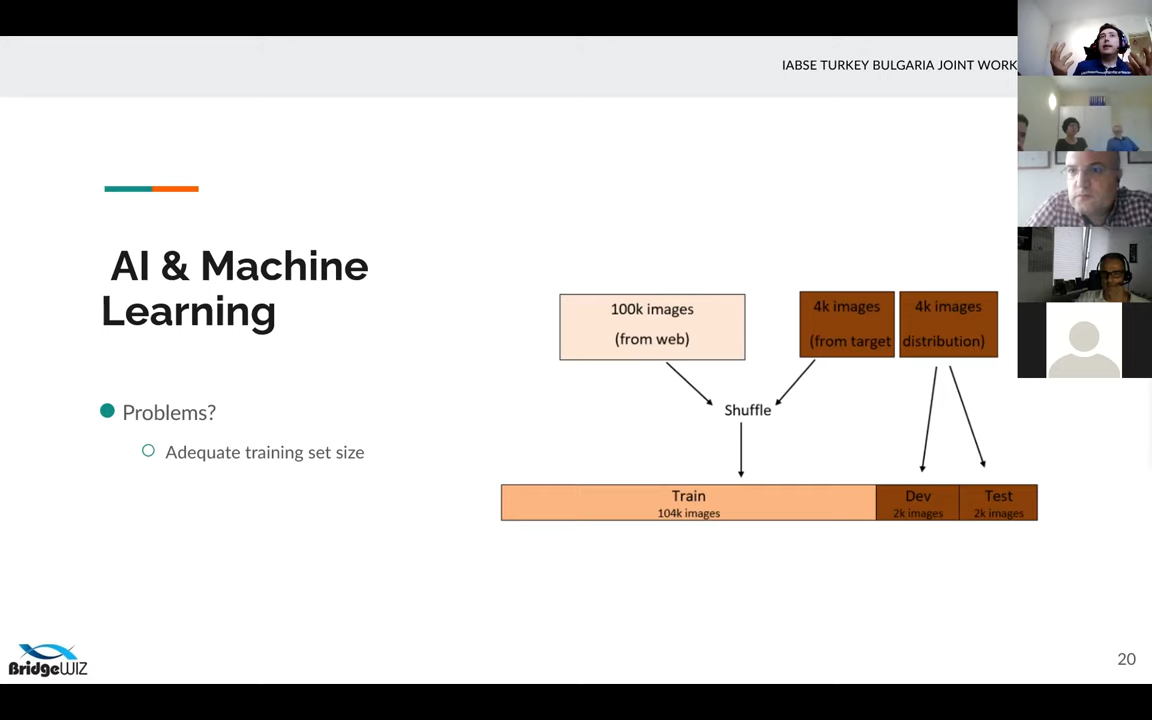 IABSE TURKEY BULGARIA JOINT WORK
AI & Machine
Learning
Problems?
Adequate training set size
100k images
(from web)
4k images
(from target
4k images
distribution)
Shuffle
Train
104k images
Dev
2k images
Test
2k images
BridgeWIZ
20